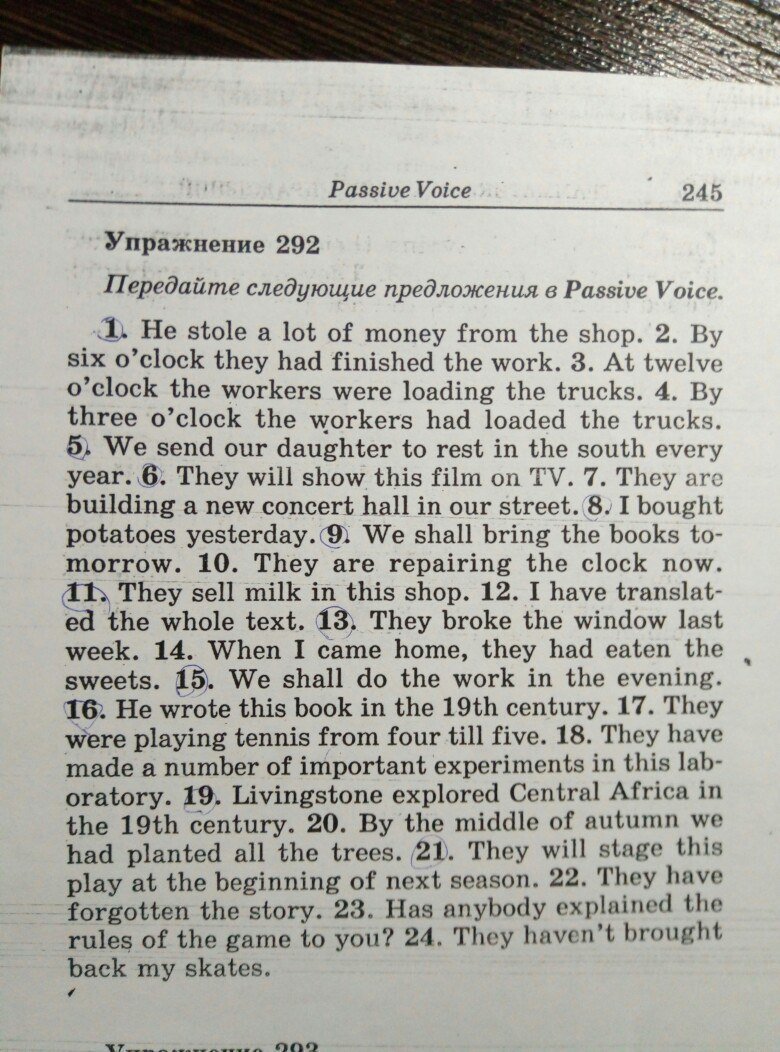 Passive Voice 245
Упражнение 292
Передайте следующие предложения в Passive Voice.
1. He stole a lot of money from the shop. 2. By
six o'clock they had finished the work. 3. At twelve
o'clock the workers were loading the trucks. 4. By
three o'clock the workers had loaded the trucks.
5. We send our daughter to rest in the south every
year. 6. They will show this film on TV. 7. They are
building a new concert hall in our street. 8. I bought
potatoes yesterday. 9. We shall bring the books to-
morrow. 10. They are repairing the clock now.
11. They sell milk in this shop. 12. I have translat-
ed the whole text. 13. They broke the window last
week. 14. When I came home, they had eaten the
sweets. 15. We shall do the work in the evening.
16. He wrote this book in the 19th century. 17. They
were playing tennis from four till five. 18. They have
made a number of important experiments in this lab-
oratory. 19. Livingstone explored Central Africa in
the 19th century. 20. By the middle of autumn we
had planted all the trees. 21. They will stage this
play at the beginning of next season. 22. They have
forgotten the story. 23. Has anybody explained the
rules of the game to you? 24. They haven't brought
back my skates.
Упражнение 293